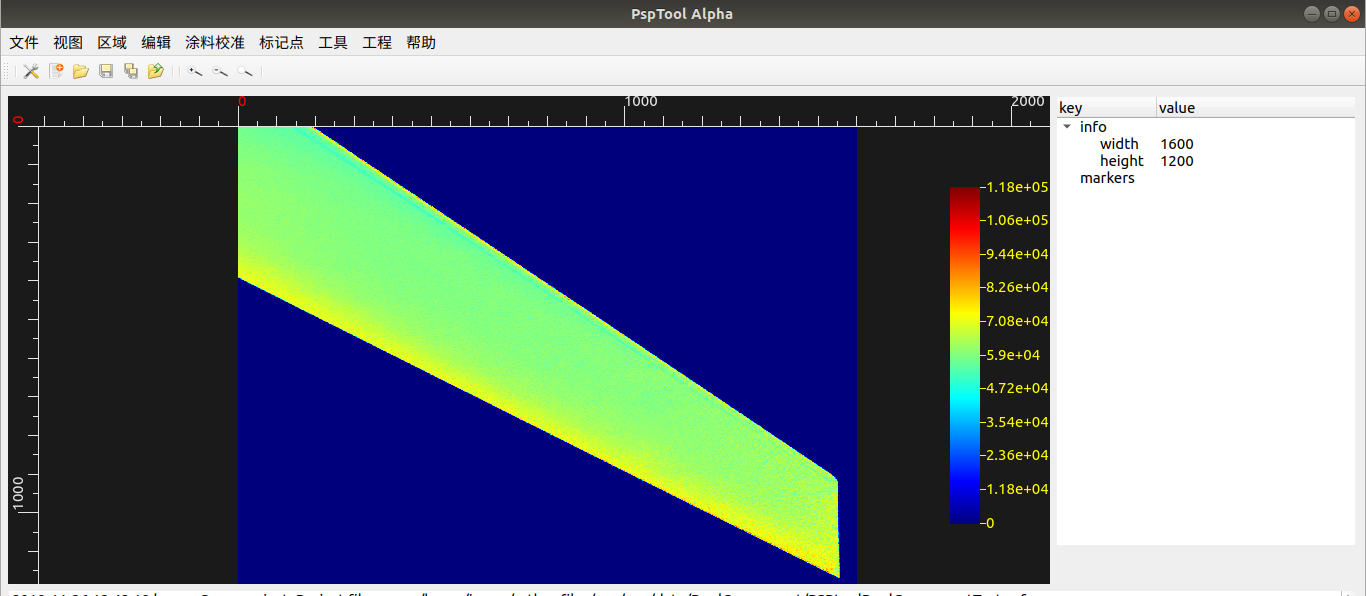 PspTool Alpha
文件 视图 区域 编辑 涂料校准 标记点 工具 工程 帮助
0 1000 2000
0
1000
1.18e+05
1.06e+05
9.44e+04
8.26e+04
7.08e+04
5.9e+04
4.72e+04
3.54e+04
2.36e+04
1.18e+04
0
key value
info
width 1600
height 1200
markers